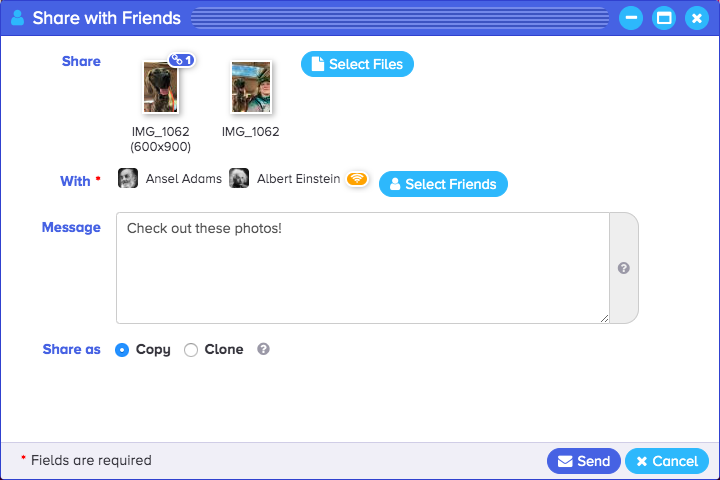 Share with Friends
Share
1
Select Files
IMG_1062
(600x900)
IMG_1062
With *
Ansel Adams
Albert Einstein
Select Friends
Message
Check out these photos!
?
Share as
Copy
Clone
?
* Fields are required
Send
Cancel